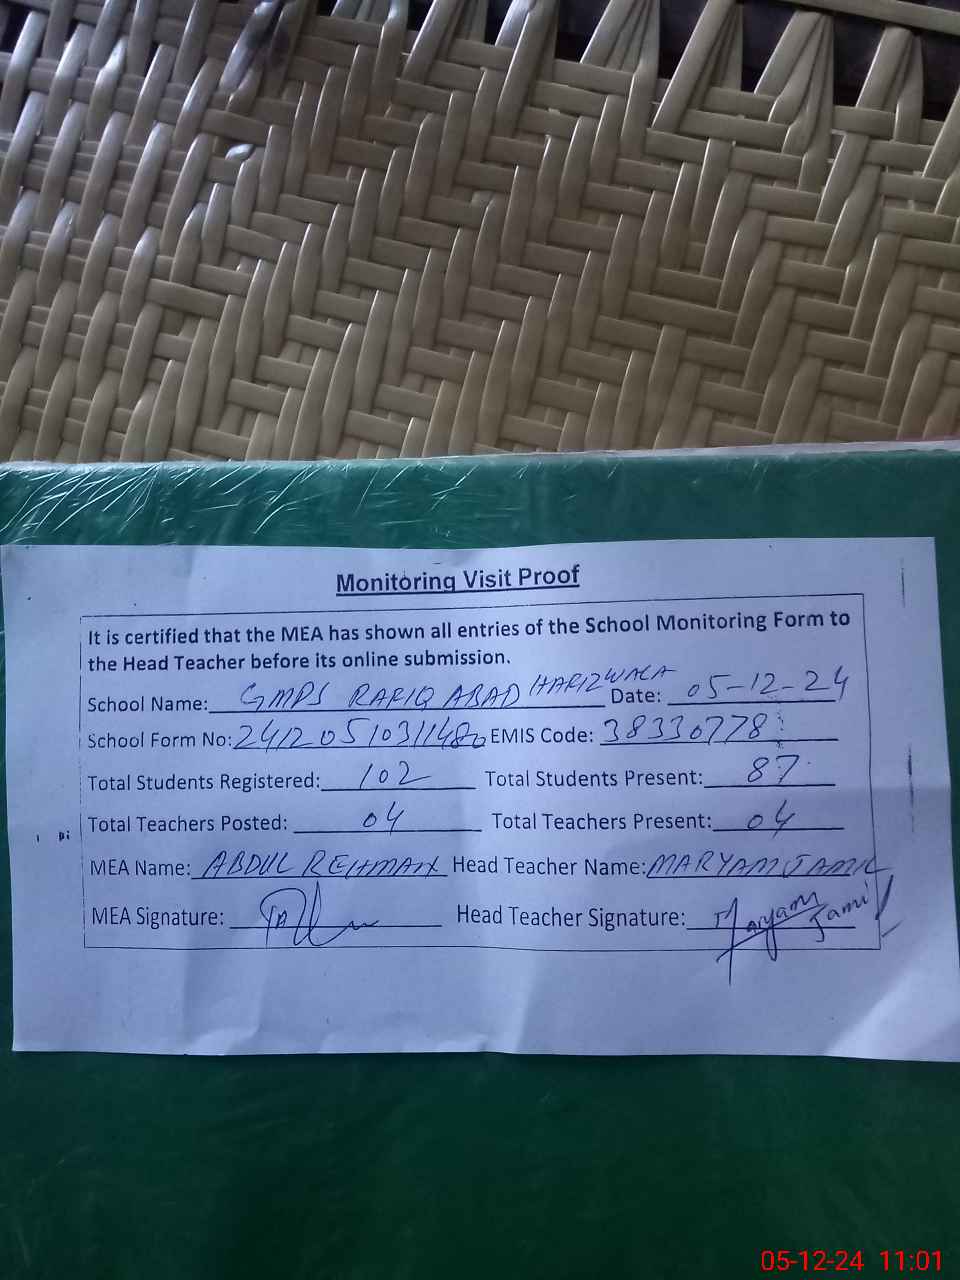 Monitoring Visit Proof
It is certified that the MEA has shown all entries of the School Monitoring Form to
the Head Teacher before its online submission.
School Name: GMPS RAFIQ ABAD HAFIZWALA Date: 05-12-24
School Form No: EMIS Code: 38330778
Total Students Registered: 102 Total Students Present: 87
Total Teachers Posted: 04 Total Teachers Present: 04
MEA Name: ABDUL REHMAN Head Teacher Name: MARYAM JAMIL
MEA Signature: Head Teacher Signature: Maryam Jamil
05-12-24 11:01